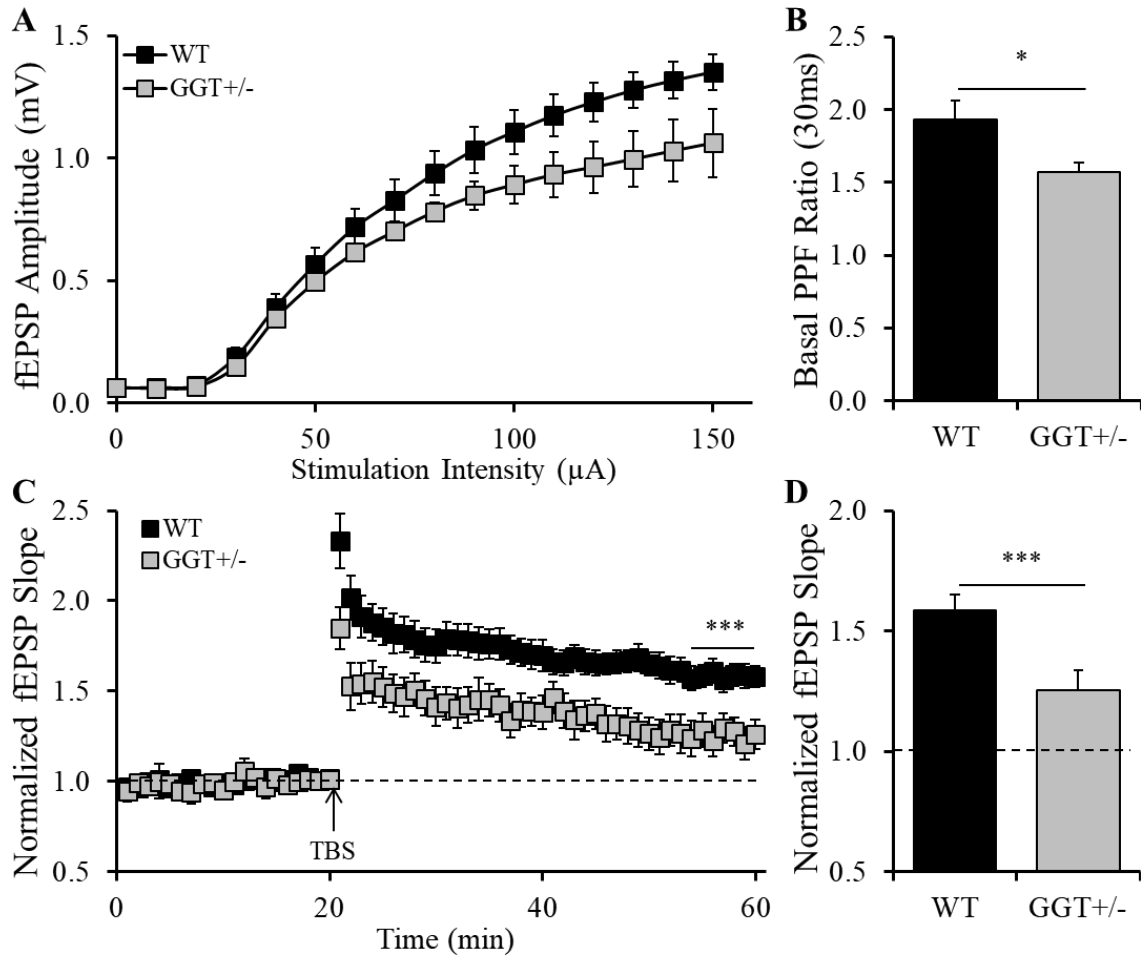 A
WT
GGT+/-
fEPSP Amplitude (mV)
1.5
1.0
0.5
0.0
0 50 100 150
Stimulation Intensity (µA)
B
Basal PPF Ratio (30ms)
2.5
2.0
1.5
1.0
0.5
0.0
*
WT GGT+/-
C
WT
GGT+/-
Normalized fEPSP Slope
2.5
2.0
1.5
1.0
0.5
***
TBS
0 20 40 60
Time (min)
D
Normalized fEPSP Slope
2.0
1.5
1.0
0.5
***
WT GGT+/-